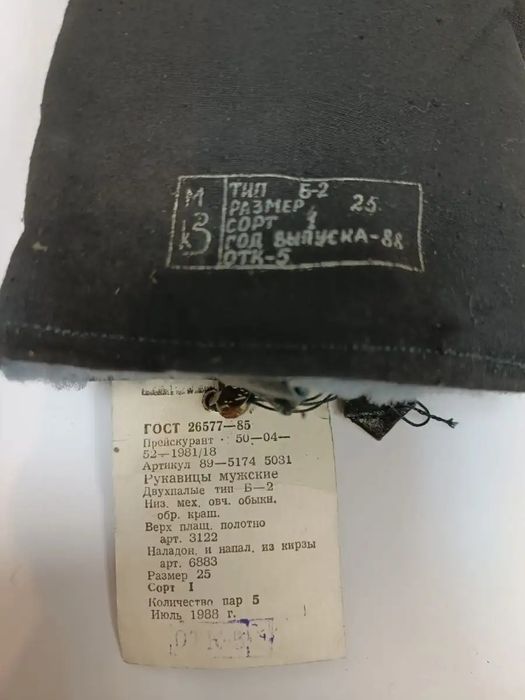 М
З
К
ТИП Б-2
РАЗМЕР 25
СОРТ I
ГОД ВЫПУСКА-88
ОТК-5
ГОСТ 26577—85
Прейскурант · 50—04—
52—1981/18
Артикул 89—5174 5031
Рукавицы мужские
Двухпалые тип Б—2
Низ. мех. овч. обыкн.
обр. краш.
Верх плащ. полотно
арт. 3122
Наладон. и напал. из кирзы
арт. 6883
Размер 25
Сорт I
Количество пар 5
Июль 1988 г.